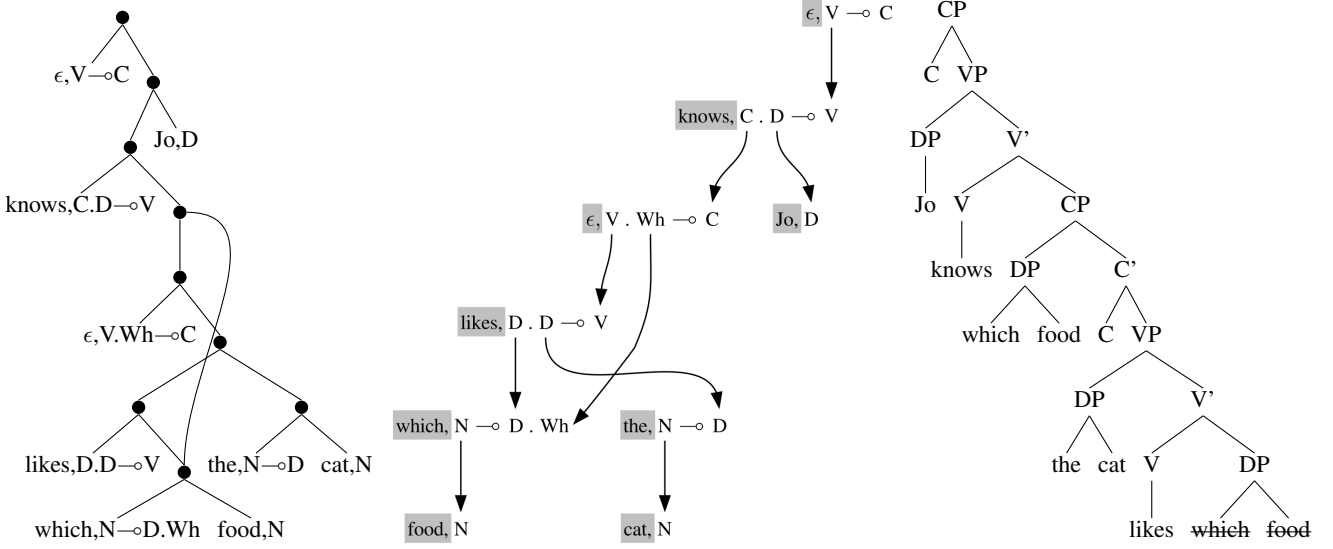 ϵ,V⊸C
Jo,D
knows,C.D⊸V
ϵ,V.Wh⊸C
likes,D.D⊸V the,N⊸D cat,N
which,N⊸D.Wh food,N
ϵ, V ⊸ C
knows, C . D ⊸ V
ϵ, V . Wh ⊸ C Jo, D
likes, D . D ⊸ V
which, N ⊸ D . Wh the, N ⊸ D
food, N cat, N
CP
C VP
DP V’
Jo V CP
knows DP C’
which food C VP
DP V’
the cat V DP
likes which food